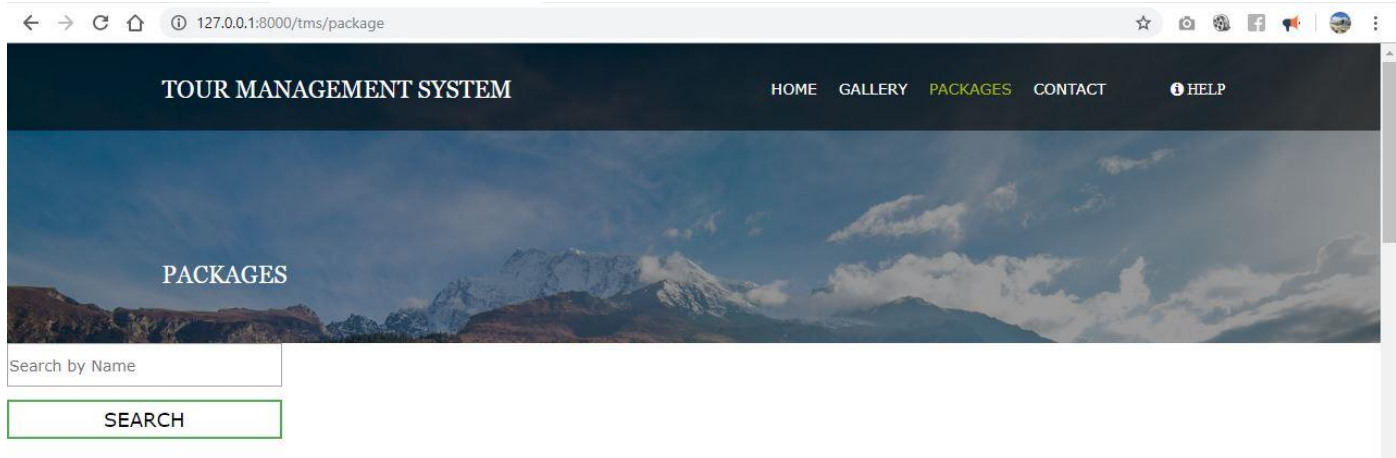 127.0.0.1:8000/tms/package
TOUR MANAGEMENT SYSTEM
HOME GALLERY PACKAGES CONTACT HELP
PACKAGES
Search by Name
SEARCH